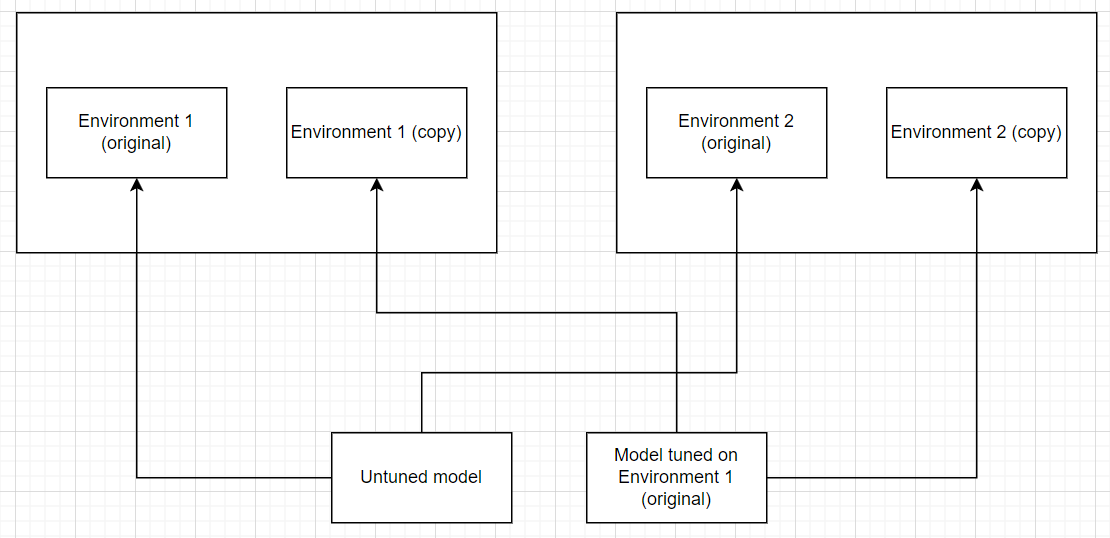 Environment 1
(original)
Environment 1 (copy)
Environment 2
(original)
Environment 2 (copy)
Untuned model
Model tuned on
Environment 1
(original)